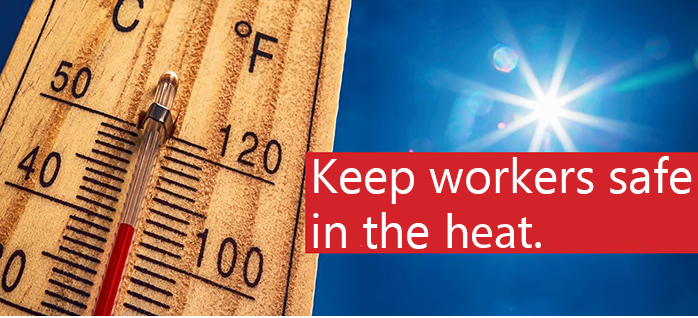 C
°F
50
120
40
100
Keep workers safe
in the heat.